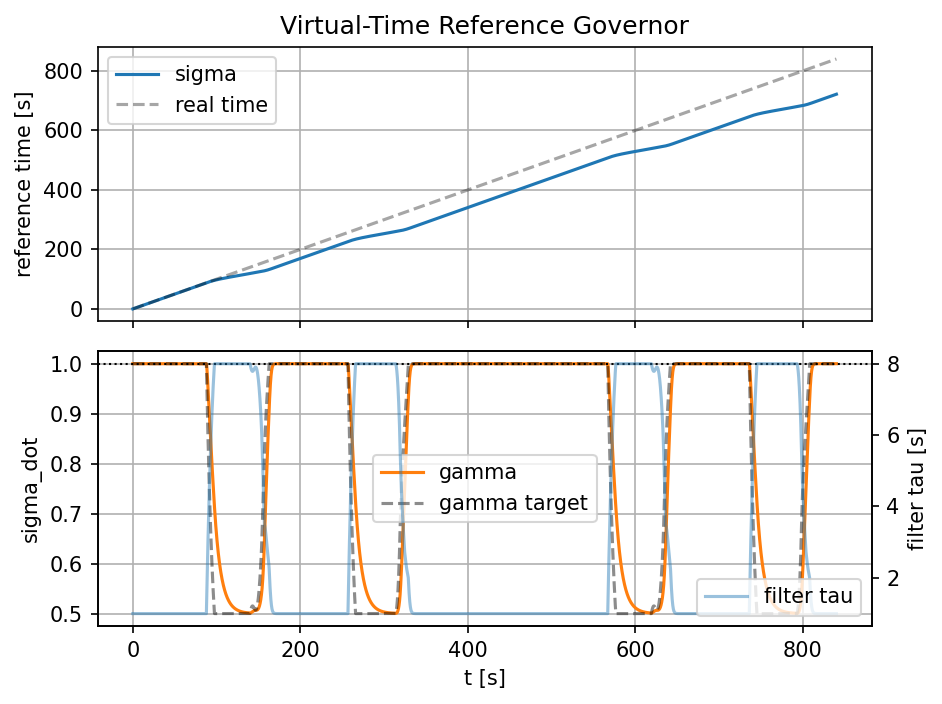 Virtual-Time Reference Governor
800
600
400
200
0
reference time [s]
sigma
real time
1.0
0.9
0.8
0.7
0.6
0.5
sigma_dot
gamma
gamma target
filter tau
8
6
4
2
filter tau [s]
0 200 400 600 800
t [s]